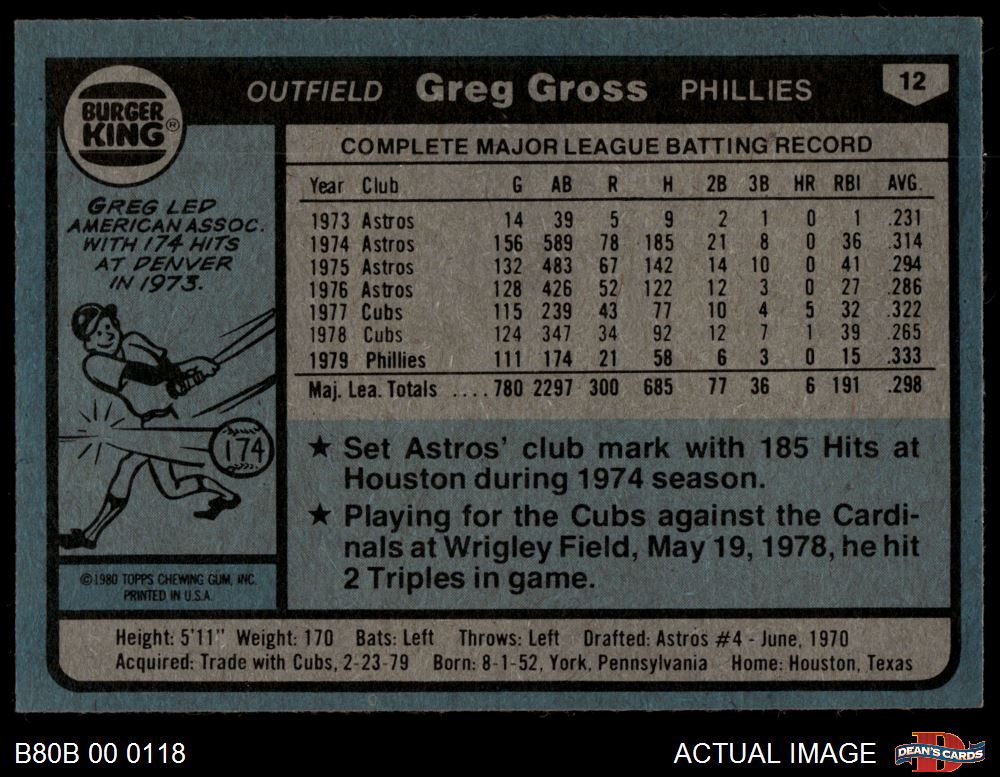 BURGER KING®
OUTFIELD Greg Gross PHILLIES 12
GREG LED
AMERICAN ASSOC.
WITH 174 HITS
AT DENVER
IN 1973.
174
©1980 TOPPS CHEWING GUM, INC.
PRINTED IN U.S.A.
COMPLETE MAJOR LEAGUE BATTING RECORD
Year Club G AB R H 2B 3B HR RBI AVG.
1973 Astros 14 39 5 9 2 1 0 1 .231
1974 Astros 156 589 78 185 21 8 0 36 .314
1975 Astros 132 483 67 142 14 10 0 41 .294
1976 Astros 128 426 52 122 12 3 0 27 .286
1977 Cubs 115 239 43 77 10 4 5 32 .322
1978 Cubs 124 347 34 92 12 7 1 39 .265
1979 Phillies 111 174 21 58 6 3 0 15 .333
Maj. Lea. Totals .... 780 2297 300 685 77 36 6 191 .298
★ Set Astros' club mark with 185 Hits at
Houston during 1974 season.
★ Playing for the Cubs against the Cardi-
nals at Wrigley Field, May 19, 1978, he hit
2 Triples in game.
Height: 5'11" Weight: 170 Bats: Left Throws: Left Drafted: Astros #4 - June, 1970
Acquired: Trade with Cubs, 2-23-79 Born: 8-1-52, York, Pennsylvania Home: Houston, Texas
B80B 00 0118 ACTUAL IMAGE DEAN'S CARDS